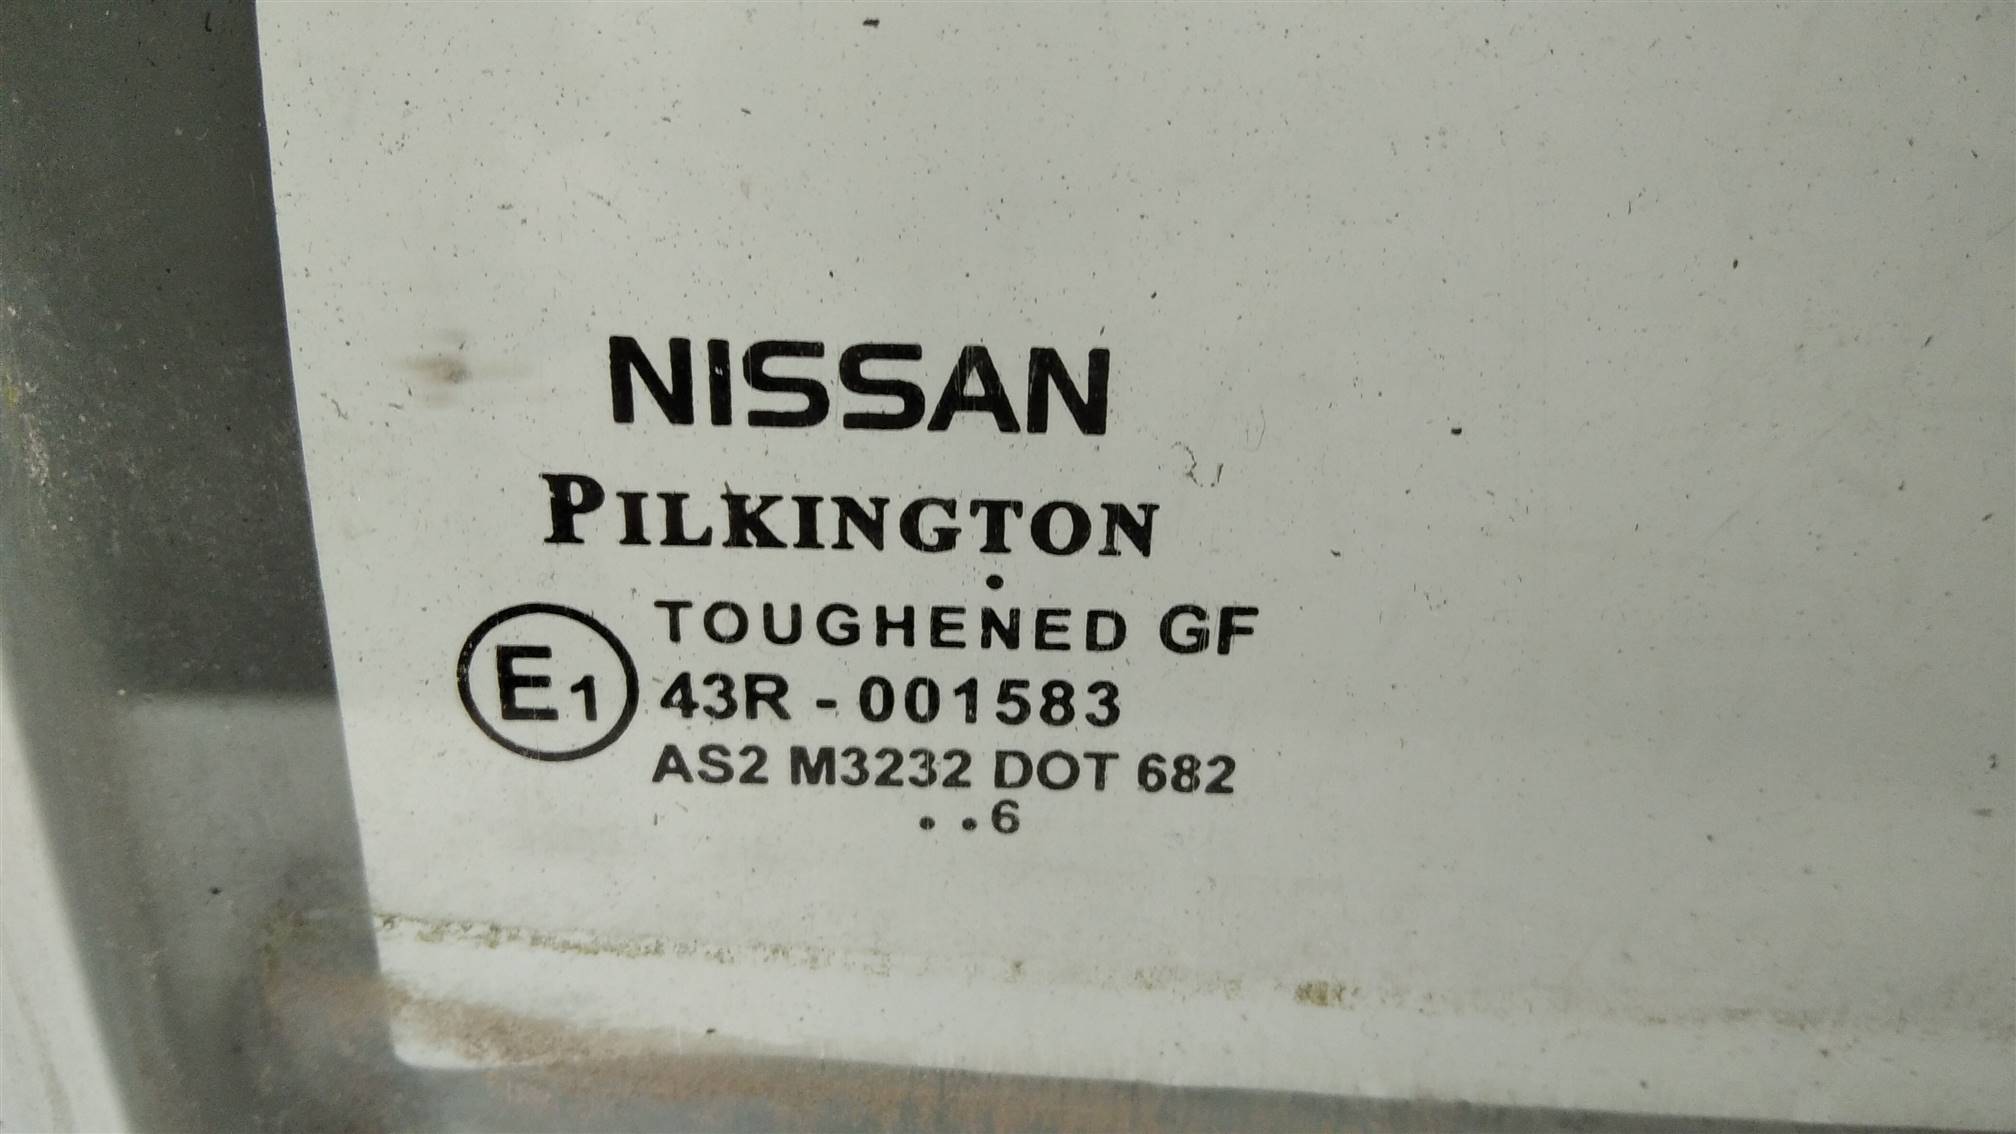 NISSAN
PILKINGTON
.
TOUGHENED GF
E1 43R - 001583
AS2 M3232 DOT 682
..6